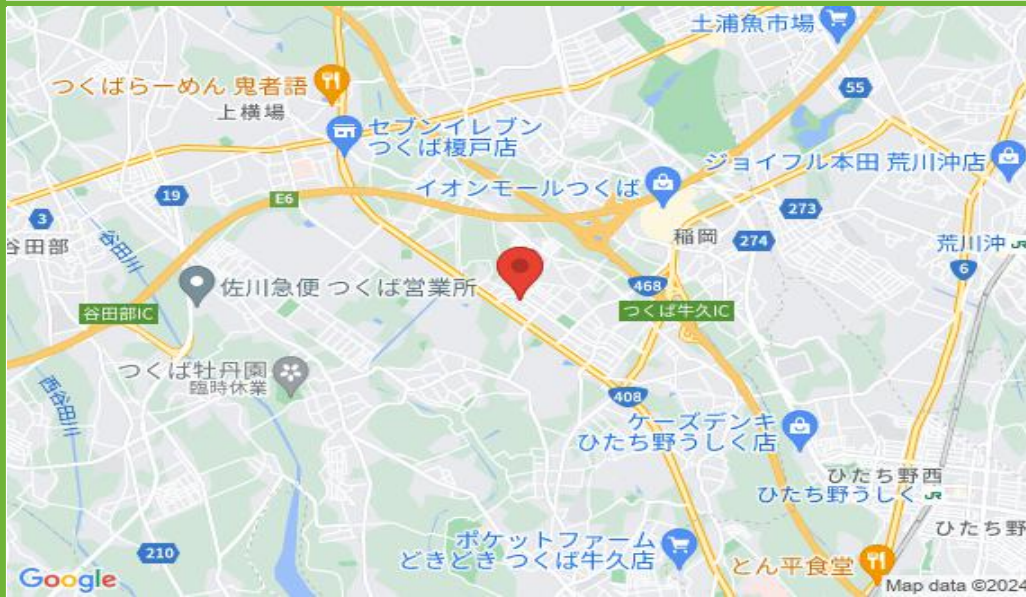 土浦魚市場
つくばらーめん 鬼者語
上横場
55
セブンイレブン
つくば榎戸店
ジョイフル本田 荒川沖店
イオンモールつくば
19
E6
3
273
谷田部
谷田川
稲岡
274
荒川沖 JR
6
佐川急便 つくば営業所
468
谷田部IC
つくば牛久IC
つくば牡丹園
臨時休業
西谷田川
408
ケーズデンキ
ひたち野うしく店
ひたち野西
ひたち野うしく JR
ひたち野
210
ポケットファーム
どきどき つくば牛久店
とん平食堂
Google
Map data ©2024